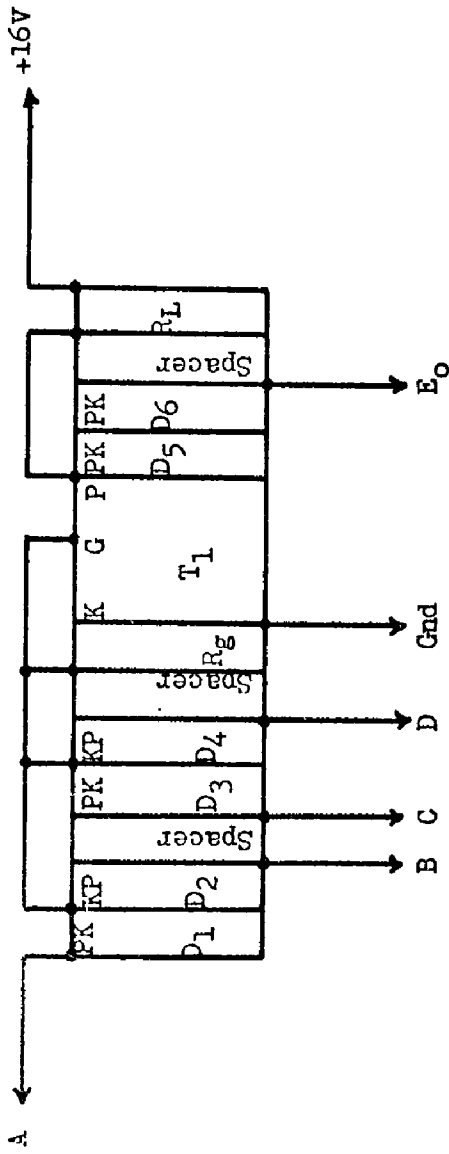 A
+16V
PK
KP
PK
KP
K
G
P
PK
PK
D1
D2
Spacer
D3
D4
Spacer
Rg
T1
D5
D6
Spacer
RL
B
C
D
Gnd
Eo